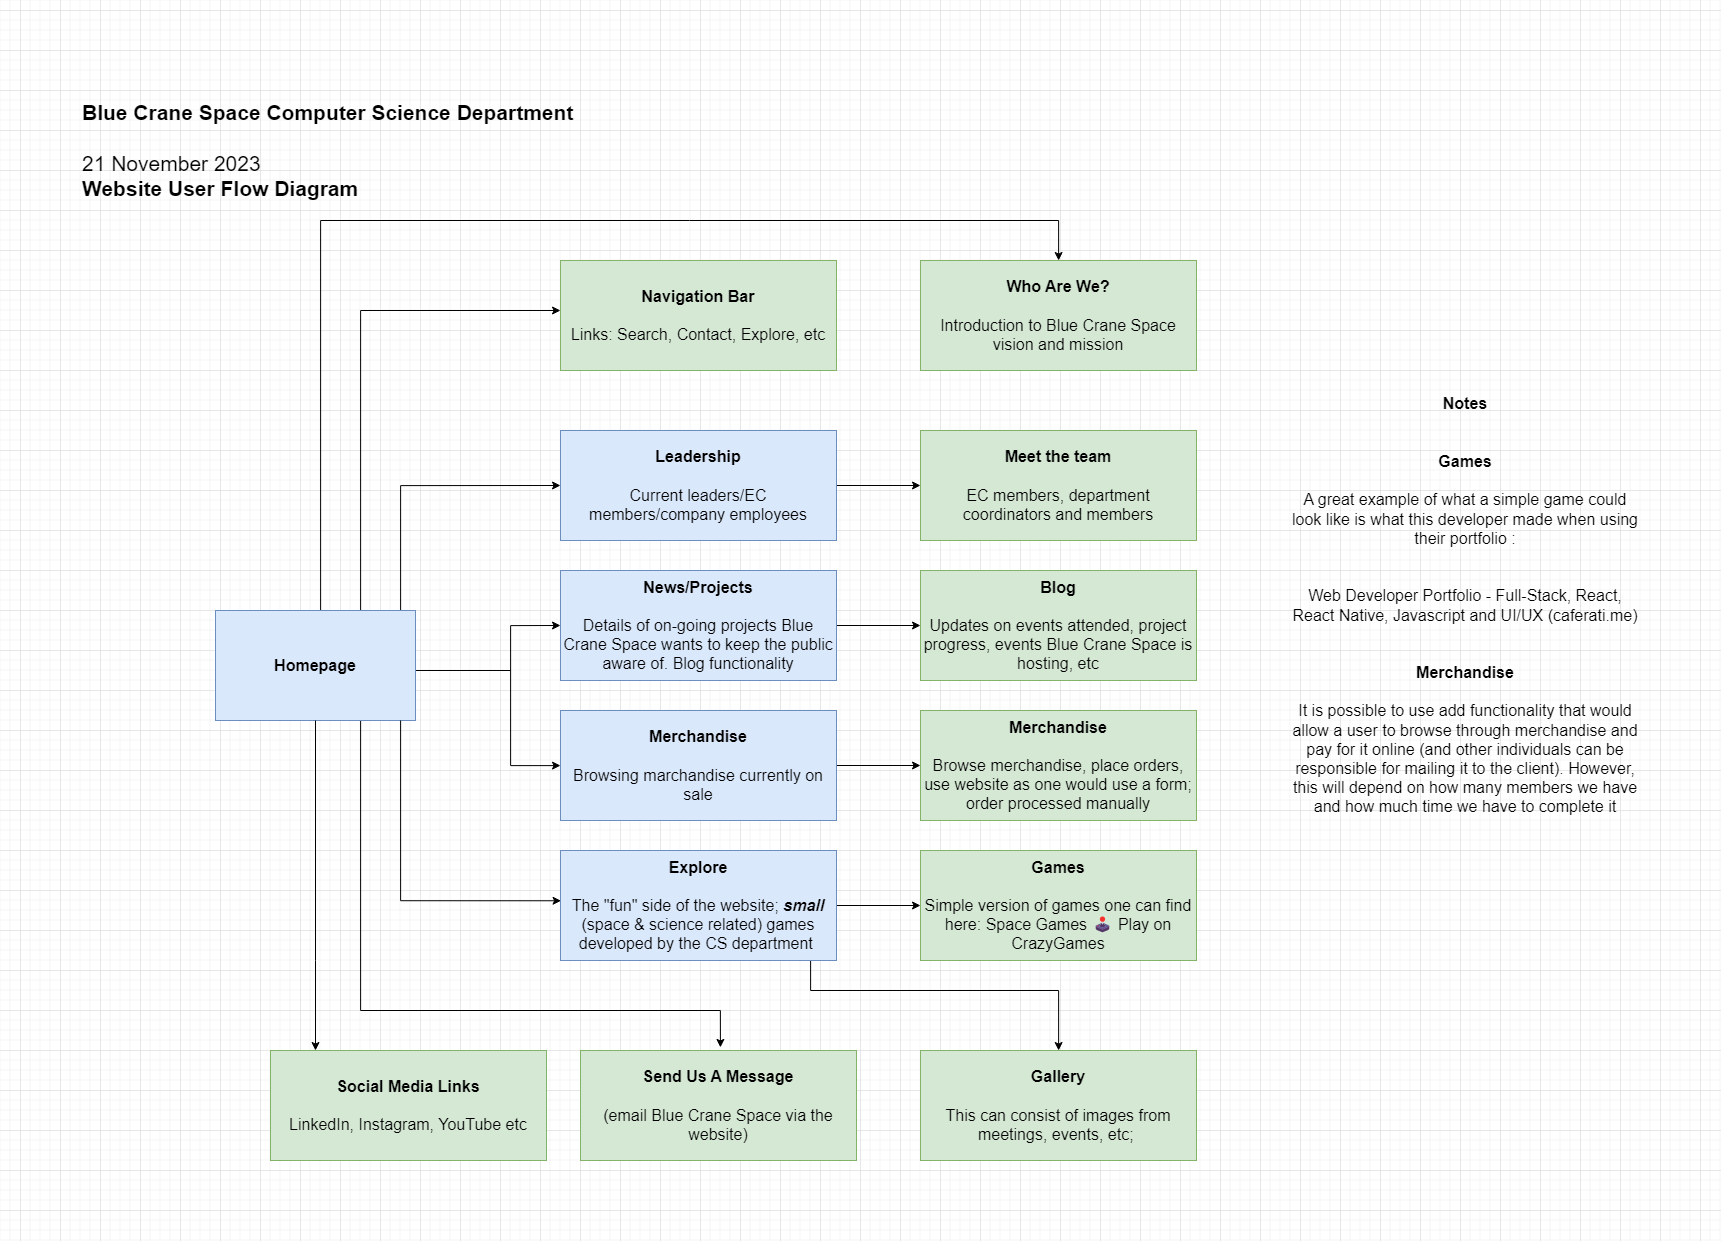 Blue Crane Space Computer Science Department
21 November 2023
Website User Flow Diagram
Navigation Bar
Links: Search, Contact, Explore, etc
Who Are We?
Introduction to Blue Crane Space
vision and mission
Leadership
Current leaders/EC
members/company employees
Meet the team
EC members, department
coordinators and members
News/Projects
Details of on-going projects Blue
Crane Space wants to keep the public
aware of. Blog functionality
Blog
Updates on events attended, project
progress, events Blue Crane Space is
hosting, etc
Homepage
Merchandise
Browsing marchandise currently on
sale
Merchandise
Browse merchandise, place orders,
use website as one would use a form;
order processed manually
Explore
The "fun" side of the website; small
(space & science related) games
developed by the CS department
Games
Simple version of games one can find
here: Space Games 🕹️ Play on
CrazyGames
Social Media Links
LinkedIn, Instagram, YouTube etc
Send Us A Message
(email Blue Crane Space via the
website)
Gallery
This can consist of images from
meetings, events, etc;
Notes
Games
A great example of what a simple game could
look like is what this developer made when using
their portfolio :
Web Developer Portfolio - Full-Stack, React,
React Native, Javascript and UI/UX (caferati.me)
Merchandise
It is possible to use add functionality that would
allow a user to browse through merchandise and
pay for it online (and other individuals can be
responsible for mailing it to the client). However,
this will depend on how many members we have
and how much time we have to complete it